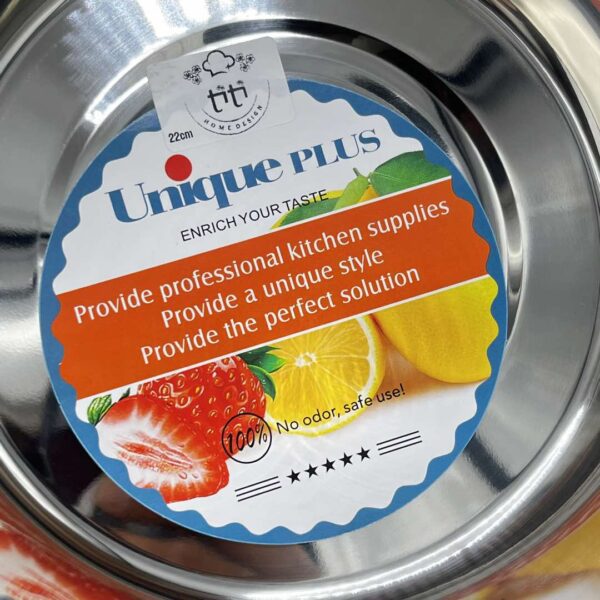 titi
HOME DESIGN
22cm
Unique PLUS
ENRICH YOUR TASTE
Provide professional kitchen supplies
Provide a unique style
Provide the perfect solution
100% No odor, safe use!